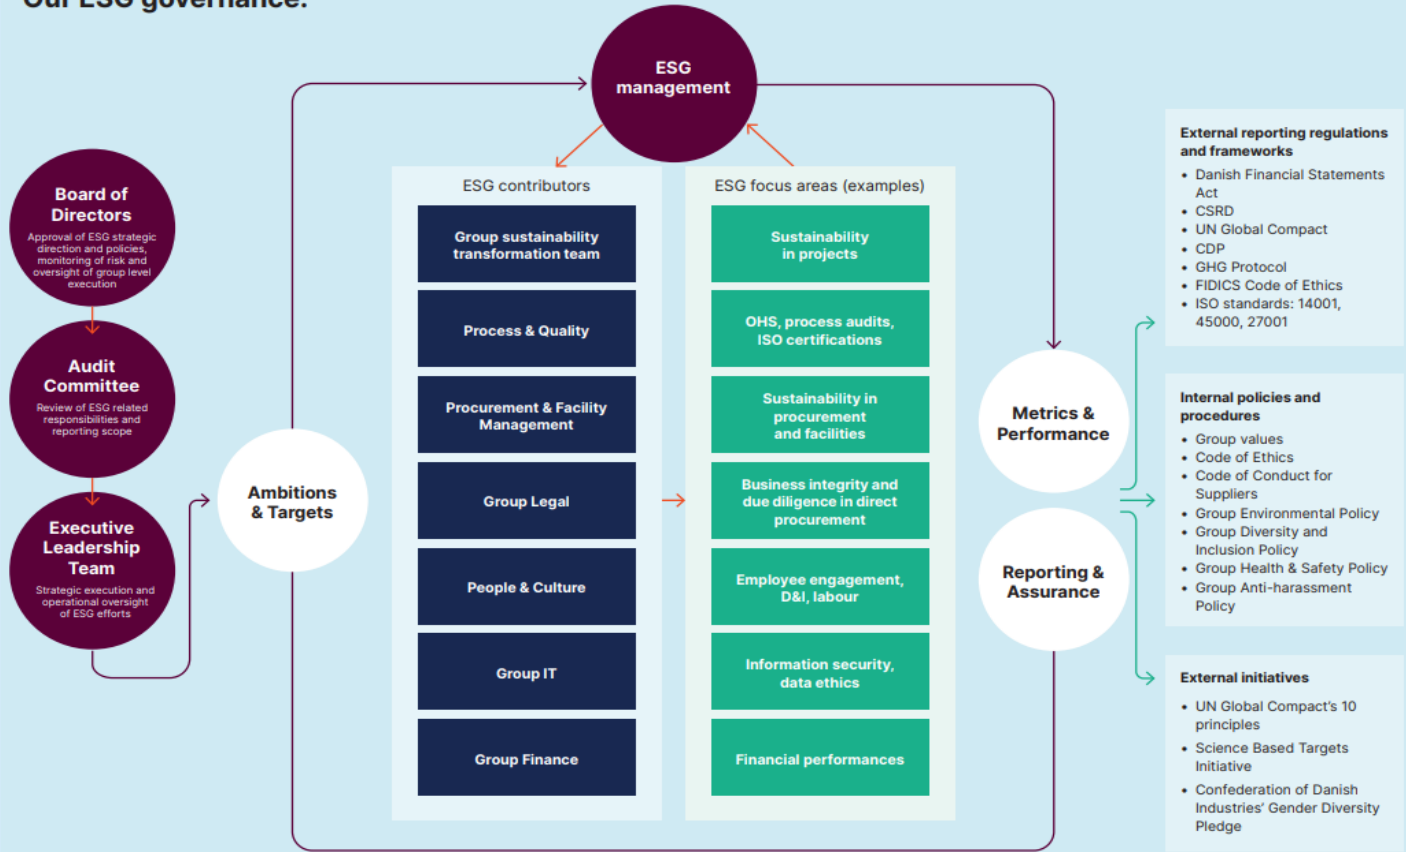 Our ESG governance:
ESG
management
Board of
Directors
Approval of ESG strategic
direction and policies,
monitoring of risk and
oversight of group level
execution
Audit
Committee
Review of ESG related
responsibilities and
reporting scope
Executive
Leadership
Team
Strategic execution and
operational oversight
of ESG efforts
Ambitions
& Targets
ESG contributors
Group sustainability
transformation team
Process & Quality
Procurement & Facility
Management
Group Legal
People & Culture
Group IT
Group Finance
ESG focus areas (examples)
Sustainability
in projects
OHS, process audits,
ISO certifications
Sustainability in
procurement
and facilities
Business integrity and
due diligence in direct
procurement
Employee engagement,
D&I, labour
Information security,
data ethics
Financial performances
Metrics &
Performance
Reporting &
Assurance
External reporting regulations
and frameworks
• Danish Financial Statements
Act
• CSRD
• UN Global Compact
• CDP
• GHG Protocol
• FIDICS Code of Ethics
• ISO standards: 14001,
45000, 27001
Internal policies and
procedures
• Group values
• Code of Ethics
• Code of Conduct for
Suppliers
• Group Environmental Policy
• Group Diversity and
Inclusion Policy
• Group Health & Safety Policy
• Group Anti-harassment
Policy
External initiatives
• UN Global Compact's 10
principles
• Science Based Targets
Initiative
• Confederation of Danish
Industries' Gender Diversity
Pledge